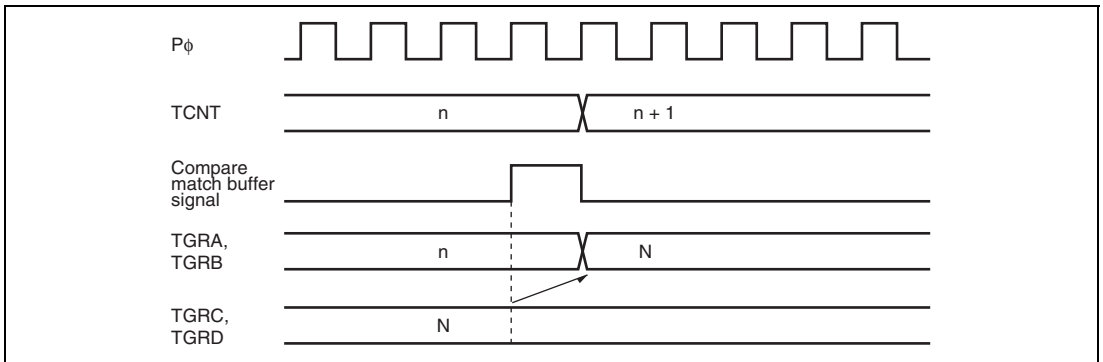 Pϕ
TCNT
n
n + 1
Compare
match buffer
signal
TGRA,
TGRB
n
N
TGRC,
TGRD
N